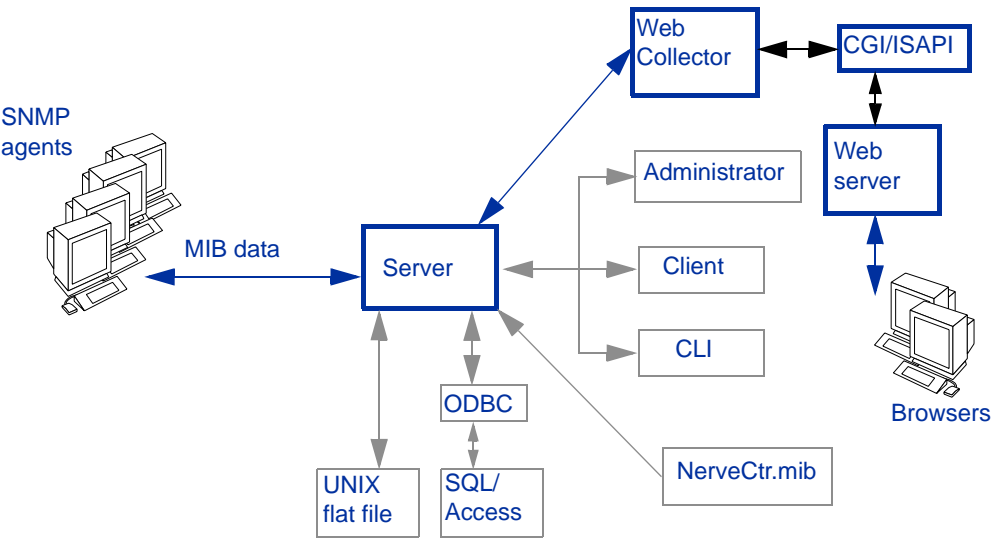 Web
Collector
CGI/ISAPI
SNMP
agents
Web
server
Administrator
MIB data
Server
Client
CLI
ODBC
Browsers
NerveCtr.mib
UNIX
flat file
SQL/
Access